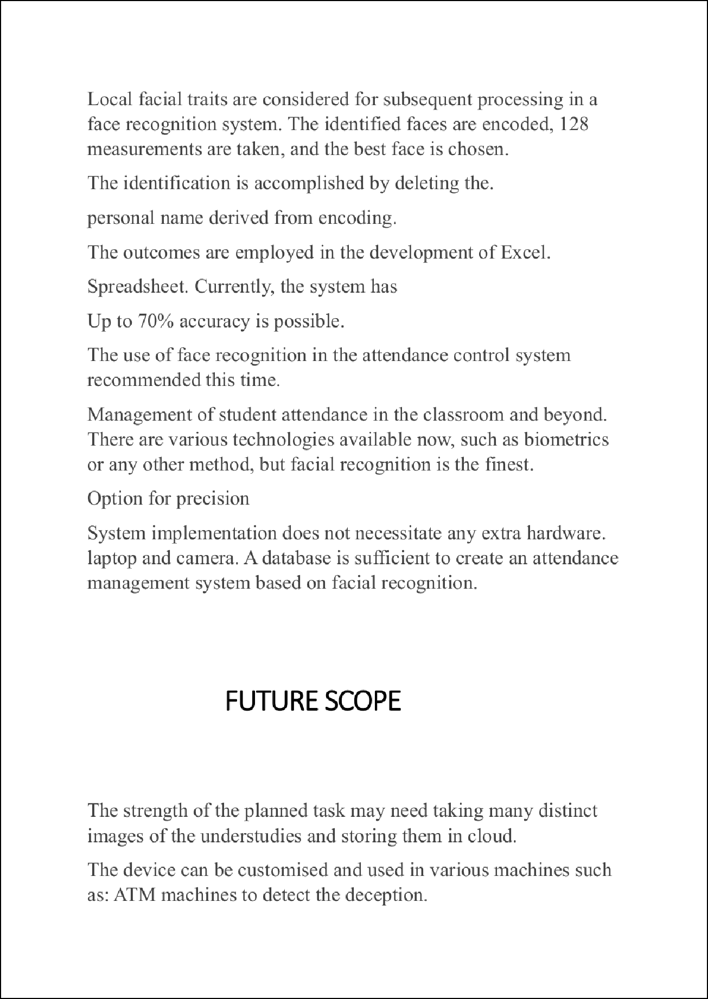 Local facial traits are considered for subsequent processing in a
face recognition system. The identified faces are encoded, 128
measurements are taken, and the best face is chosen.
The identification is accomplished by deleting the.
personal name derived from encoding.
The outcomes are employed in the development of Excel.
Spreadsheet. Currently, the system has
Up to 70% accuracy is possible.
The use of face recognition in the attendance control system
recommended this time.
Management of student attendance in the classroom and beyond.
There are various technologies available now, such as biometrics
or any other method, but facial recognition is the finest.
Option for precision
System implementation does not necessitate any extra hardware.
laptop and camera. A database is sufficient to create an attendance
management system based on facial recognition.
FUTURE SCOPE
The strength of the planned task may need taking many distinct
images of the understudies and storing them in cloud.
The device can be customised and used in various machines such
as: ATM machines to detect the deception.